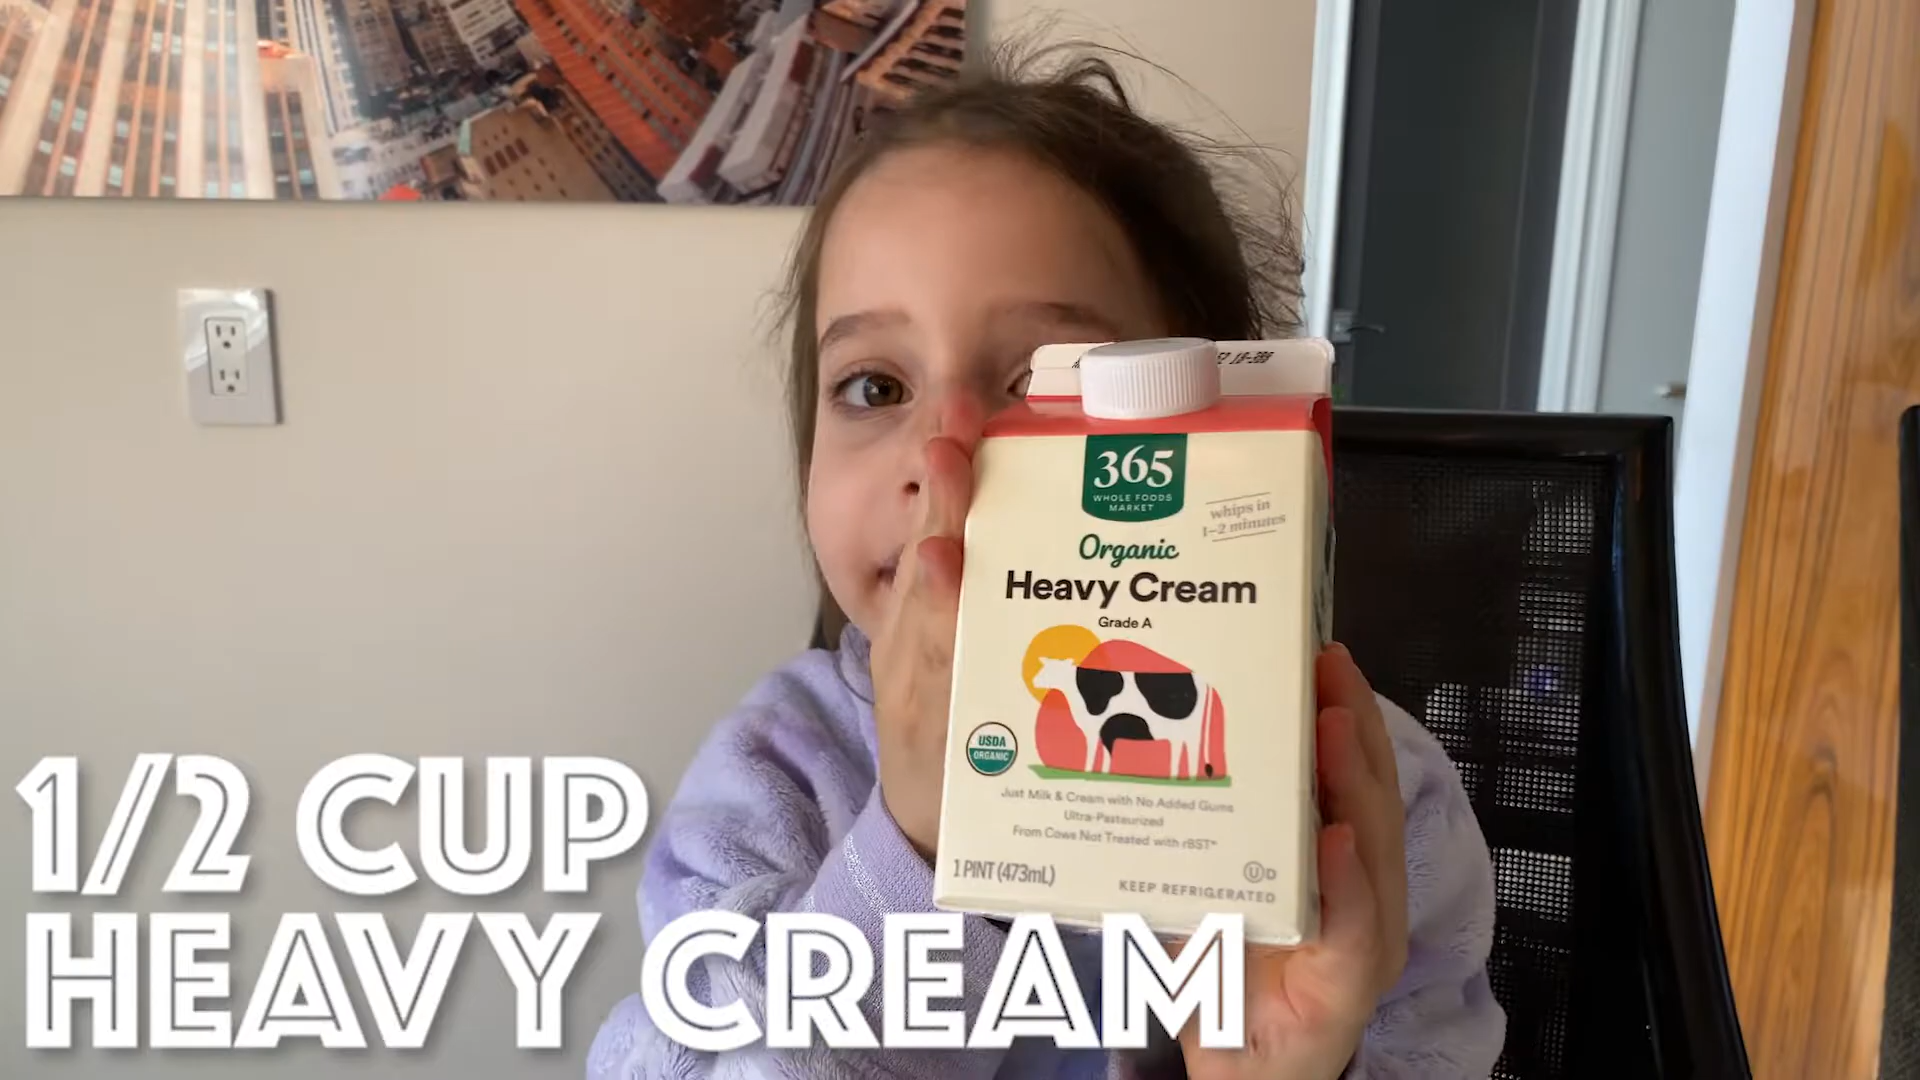 365
WHOLE FOODS
MARKET
whips in
1-2 minutes
Organic
Heavy Cream
Grade A
USDA
ORGANIC
Just Milk & Cream with No Added Gums
Ultra-Pasteurized
From Cows Not Treated with rBST*
1 PINT (473mL)
U D
KEEP REFRIGERATED
1/2 CUP
HEAVY CREAM